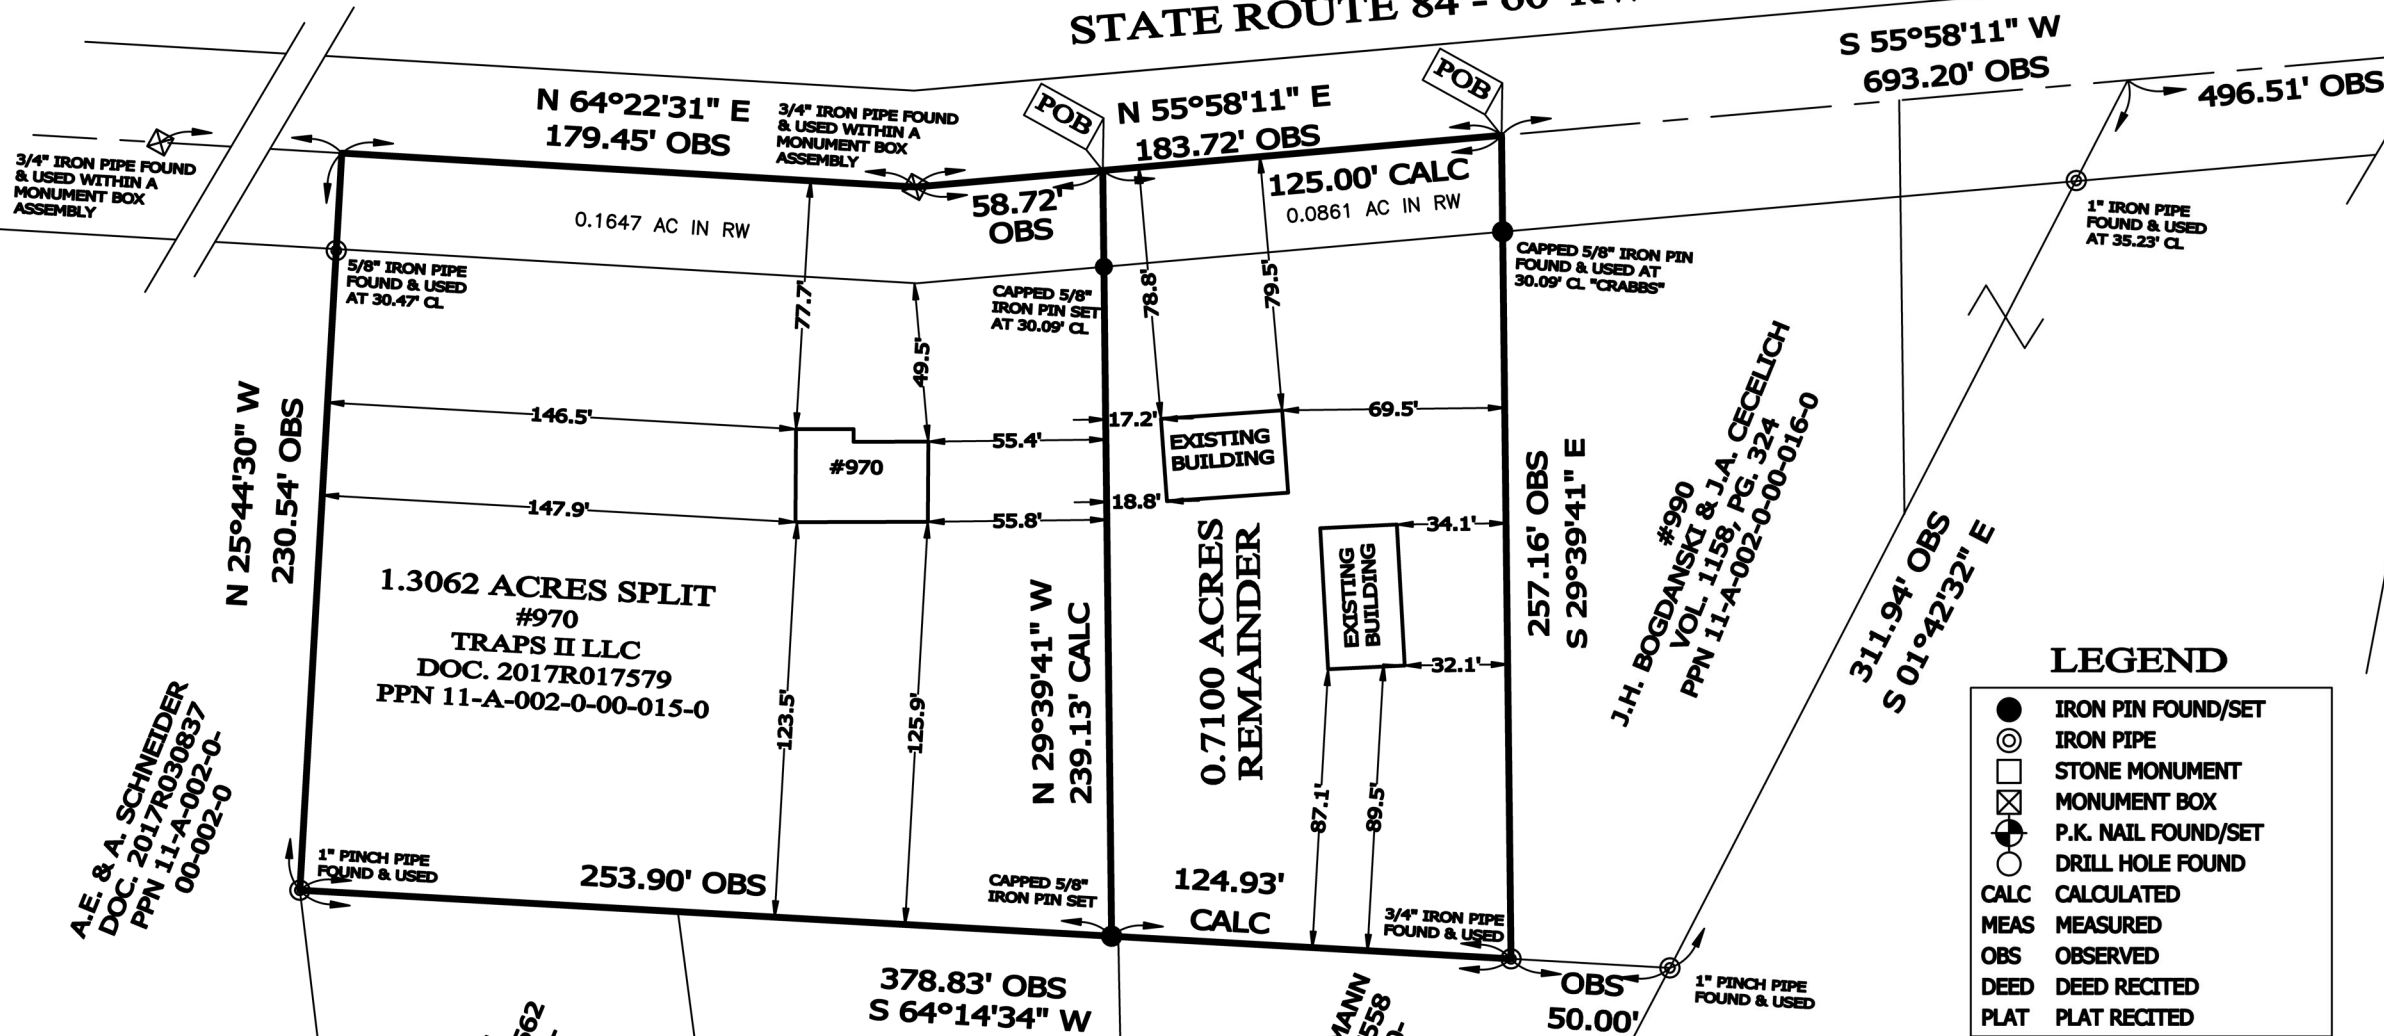 STATE ROUTE 84 - 60' RW
S 55°58'11" W
693.20' OBS
496.51' OBS
POB
POB
N 64°22'31" E
179.45' OBS
3/4" IRON PIPE FOUND
& USED WITHIN A
MONUMENT BOX
ASSEMBLY
N 55°58'11" E
183.72' OBS
125.00' CALC
0.0861 AC IN RW
58.72'
OBS
3/4" IRON PIPE FOUND
& USED WITHIN A
MONUMENT BOX
ASSEMBLY
0.1647 AC IN RW
1" IRON PIPE
FOUND & USED
AT 35.23' CL
5/8" IRON PIPE
FOUND & USED
AT 30.47' CL
CAPPED 5/8"
IRON PIN SET
AT 30.09' CL
CAPPED 5/8" IRON PIN
FOUND & USED AT
30.09' CL "CRABBS"
77.7'
49.5'
78.8'
79.5'
146.5'
55.4'
17.2'
69.5'
#970
EXISTING
BUILDING
147.9'
55.8'
18.8'
34.1'
EXISTING
BUILDING
32.1'
N 25°44'30" W
230.54' OBS
1.3062 ACRES SPLIT
#970
TRAPS II LLC
DOC. 2017R017579
PPN 11-A-002-0-00-015-0
123.5'
125.9'
N 29°39'41" W
239.13' CALC
0.7100 ACRES
REMAINDER
87.1'
89.5'
257.16' OBS
S 29°39'41" E
#990
J.H. BOGDANSKI & J.A. CECELICH
VOL. 1158, PG. 324
PPN 11-A-002-0-00-016-0
311.94' OBS
S 01°42'32" E
A.E. & A. SCHNEIDER
DOC. 2017R030837
PPN 11-A-002-0-
00-002-0
1" PINCH PIPE
FOUND & USED
253.90' OBS
CAPPED 5/8"
IRON PIN SET
124.93'
CALC
3/4" IRON PIPE
FOUND & USED
378.83' OBS
S 64°14'34" W
OBS
50.00'
1" PINCH PIPE
FOUND & USED
LEGEND
IRON PIN FOUND/SET
IRON PIPE
STONE MONUMENT
MONUMENT BOX
P.K. NAIL FOUND/SET
DRILL HOLE FOUND
CALC CALCULATED
MEAS MEASURED
OBS OBSERVED
DEED DEED RECITED
PLAT PLAT RECITED